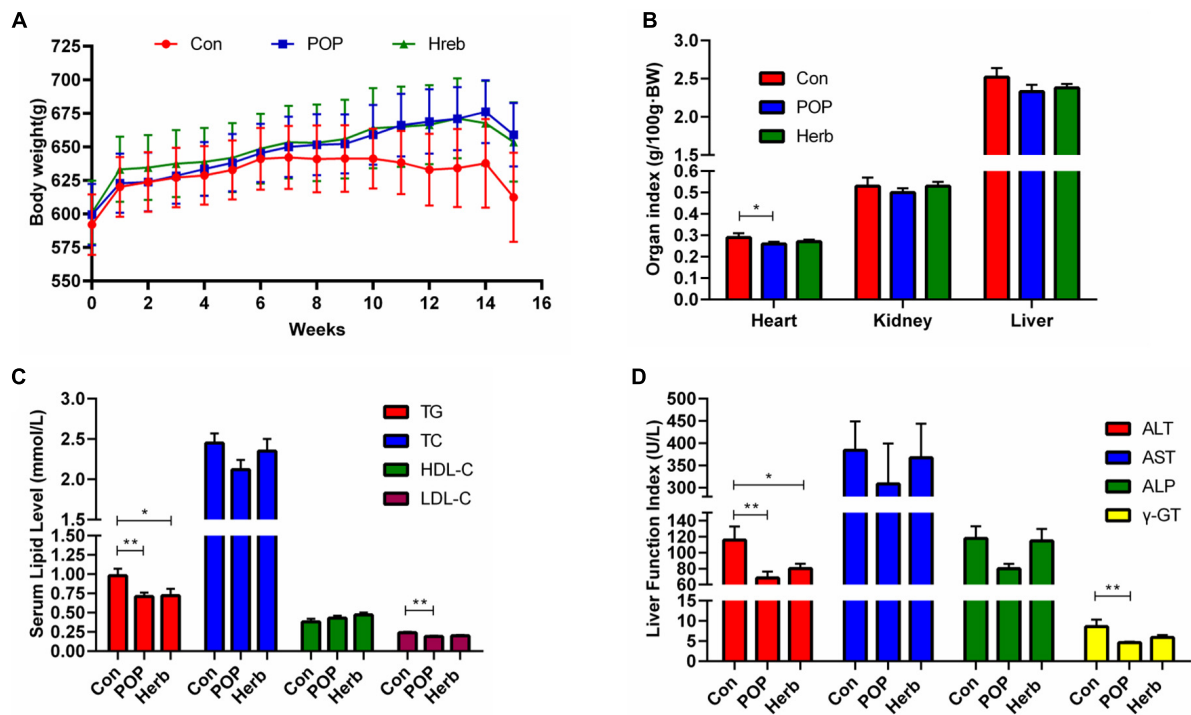 A
Con POP Hreb
Body weight(g)
725
700
675
650
625
600
575
550
0 2 4 6 8 10 12 14 16
Weeks
B
Con
POP
Herb
Organ index (g/100g·BW)
3.0
2.5
2.0
1.5
0.6
0.5
0.4
0.3
0.2
0.1
0.0
*
Heart Kidney Liver
C
TG
TC
HDL-C
LDL-C
Serum Lipid Level (mmol/L)
3.0
2.5
2.0
1.5
1.50
1.25
1.00
0.75
0.50
0.25
0.00
*
**
**
Con POP Herb Con POP Herb Con POP Herb Con POP Herb
D
ALT
AST
ALP
γ-GT
Liver Function Index (U/L)
500
450
400
350
300
140
120
100
80
60
15
10
5
0
*
**
**
Con POP Herb Con POP Herb Con POP Herb Con POP Herb